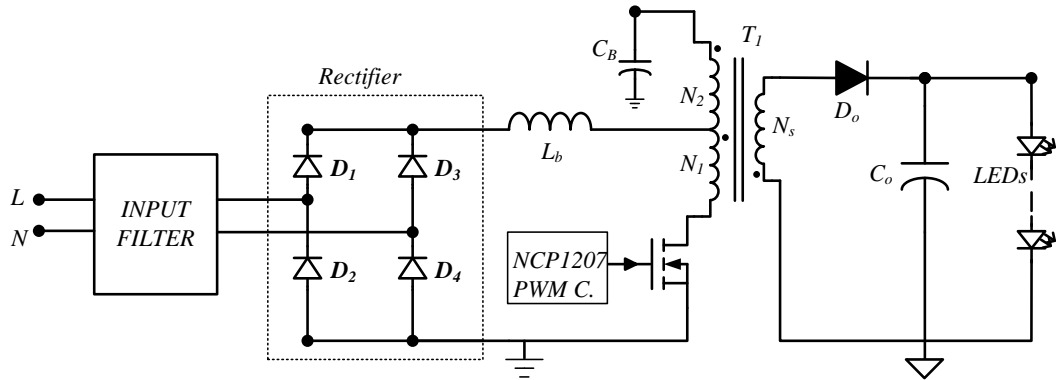 Rectifier
C_B
T_1
N_2
N_s
D_o
L_b
N_1
D_1
D_3
C_o
LEDs
L
N
INPUT
FILTER
D_2
D_4
NCP1207
PWM C.